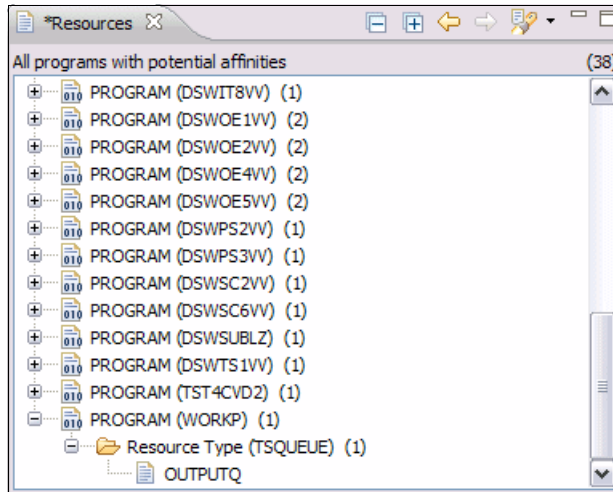 *Resources
All programs with potential affinities (38)
PROGRAM (DSWIT8VV) (1)
PROGRAM (DSWOE1VV) (2)
PROGRAM (DSWOE2VV) (2)
PROGRAM (DSWOE4VV) (2)
PROGRAM (DSWOE5VV) (2)
PROGRAM (DSWPS2VV) (1)
PROGRAM (DSWPS3VV) (1)
PROGRAM (DSWSC2VV) (1)
PROGRAM (DSWSC6VV) (1)
PROGRAM (DSWSUBLZ) (1)
PROGRAM (DSWTS1VV) (1)
PROGRAM (TST4CVD2) (1)
PROGRAM (WORKP) (1)
Resource Type (TSQUEUE) (1)
OUTPUTQ